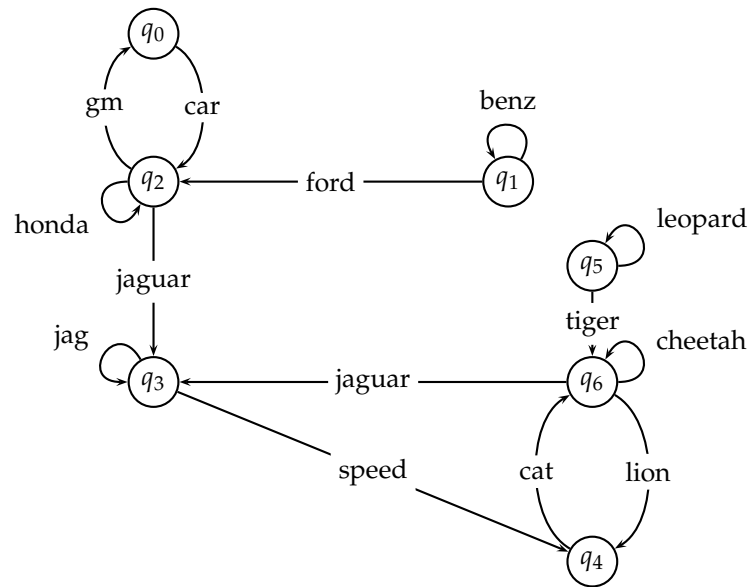 q0
gm
car
benz
q2
ford
q1
honda
leopard
q5
jaguar
tiger
jag
cheetah
q3
jaguar
q6
speed
cat
lion
q4